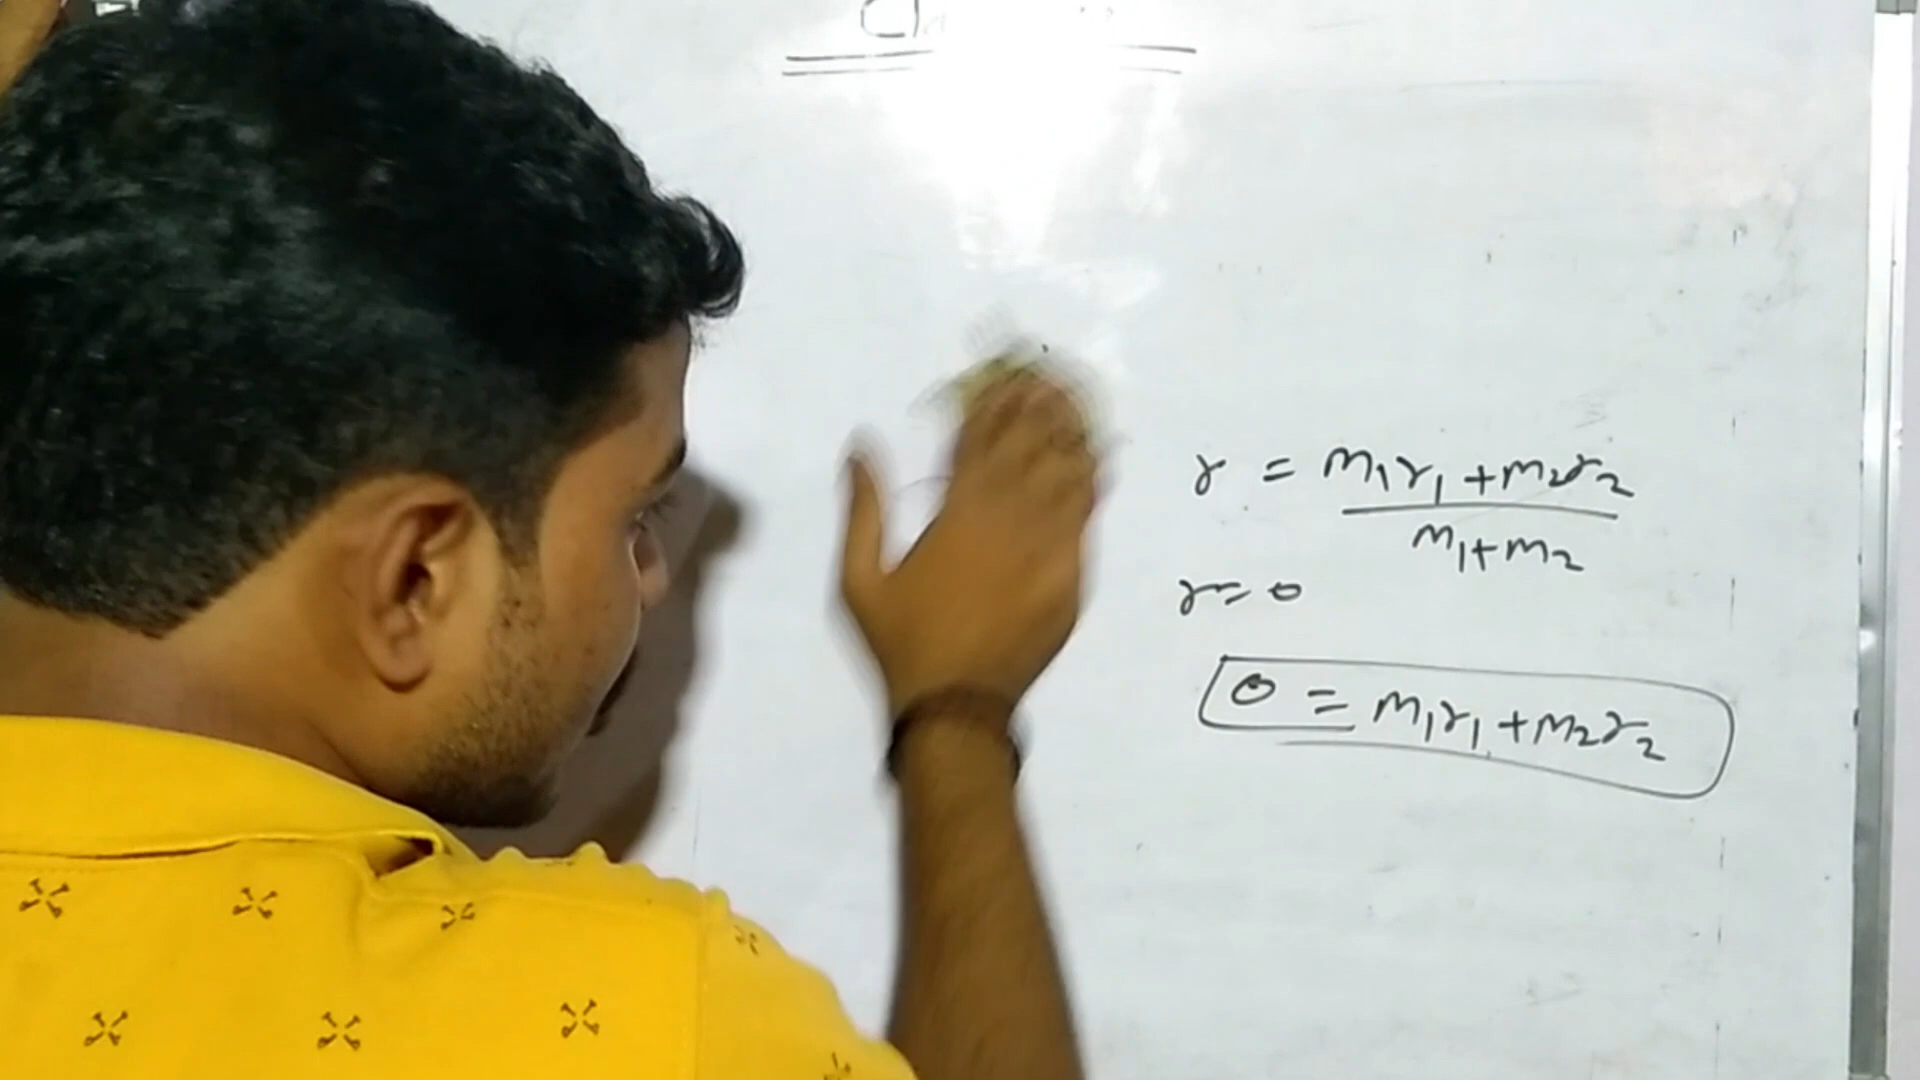 r = m₁r₁ + m₂r₂
m₁ + m₂
r = 0
0 = m₁r₁ + m₂r₂